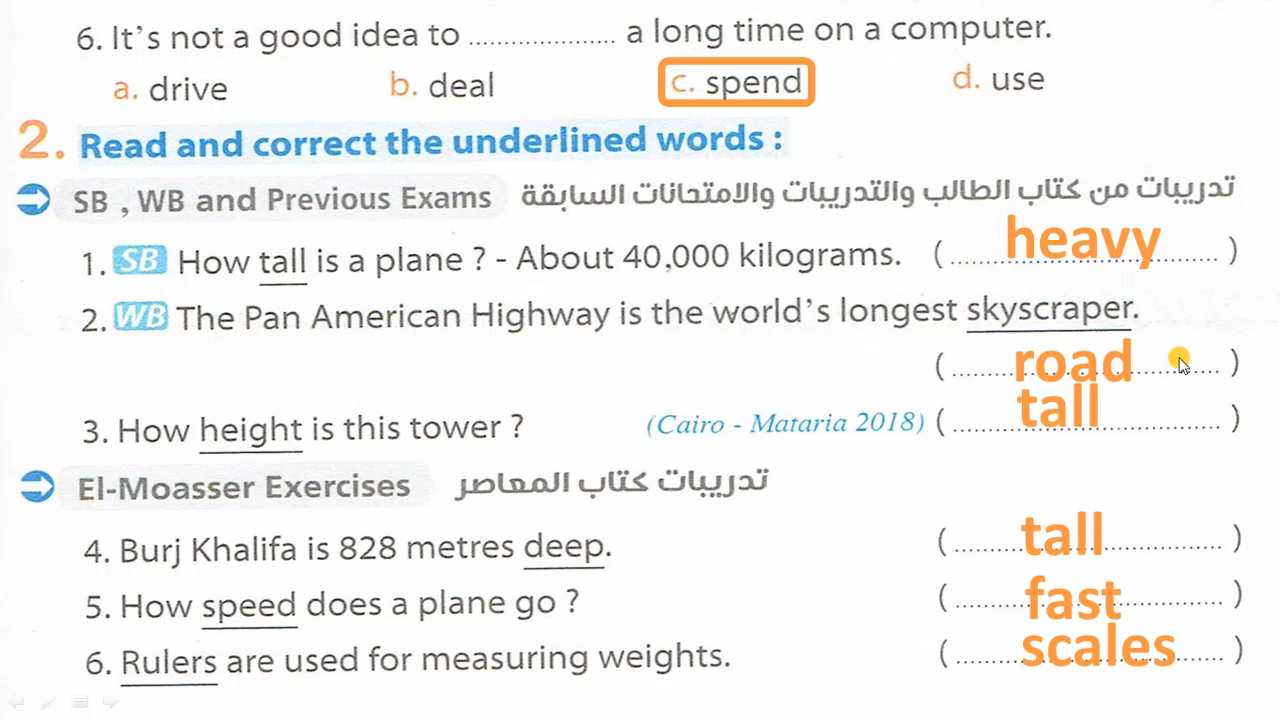 6. It's not a good idea to ................. a long time on a computer.
a. drive b. deal c. spend d. use
2. Read and correct the underlined words :
SB , WB and Previous Exams تدريبات من كتاب الطالب والتدريبات والامتحانات السابقة
1. SB How tall is a plane ? - About 40,000 kilograms. (heavy)
2. WB The Pan American Highway is the world's longest skyscraper.
(road)
3. How height is this tower ? (Cairo - Mataria 2018) (tall)
El-Moasser Exercises تدريبات كتاب المعاصر
4. Burj Khalifa is 828 metres deep. (tall)
5. How speed does a plane go ? (fast)
6. Rulers are used for measuring weights. (scales)